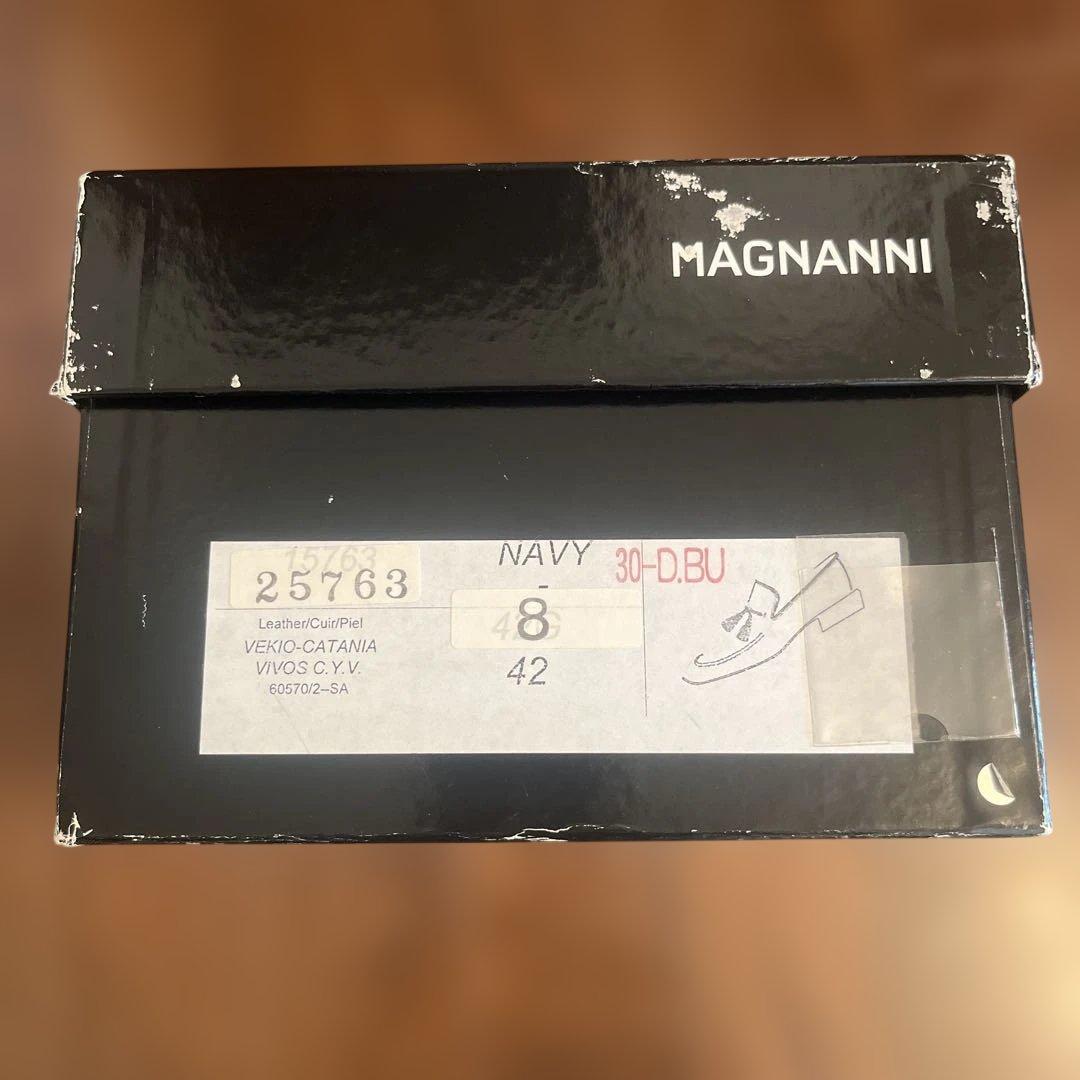 MAGNANNI
15763
25763
NAVY
30-D.BU
-
8
42
Leather/Cuir/Piel
VEKIO-CATANIA
VIVOS C.Y.V.
60570/2--SA